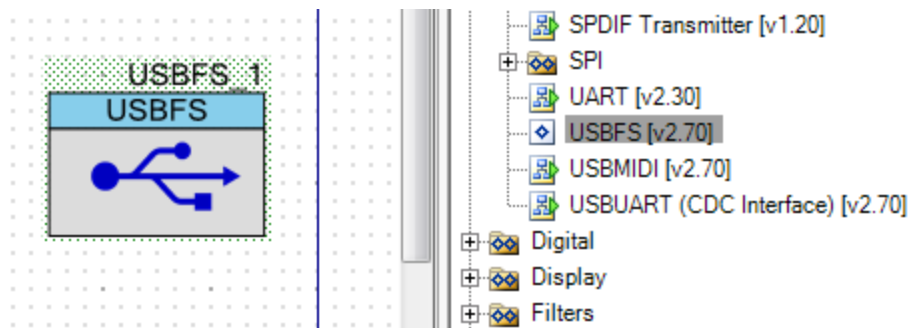 USBFS_1
USBFS
SPDIF Transmitter [v1.20]
SPI
UART [v2.30]
USBFS [v2.70]
USBMIDI [v2.70]
USBUART (CDC Interface) [v2.70]
Digital
Display
Filters